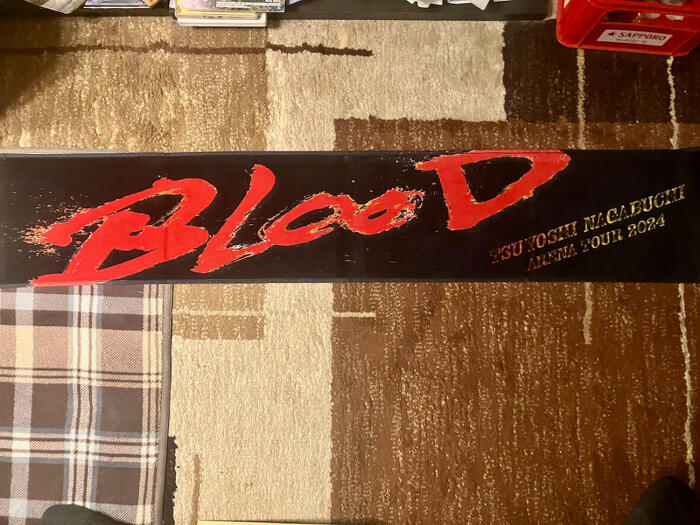 ★SAPPORO
BLOOD
TSUYOSHI NAGABUCHI
ARENA TOUR 2024